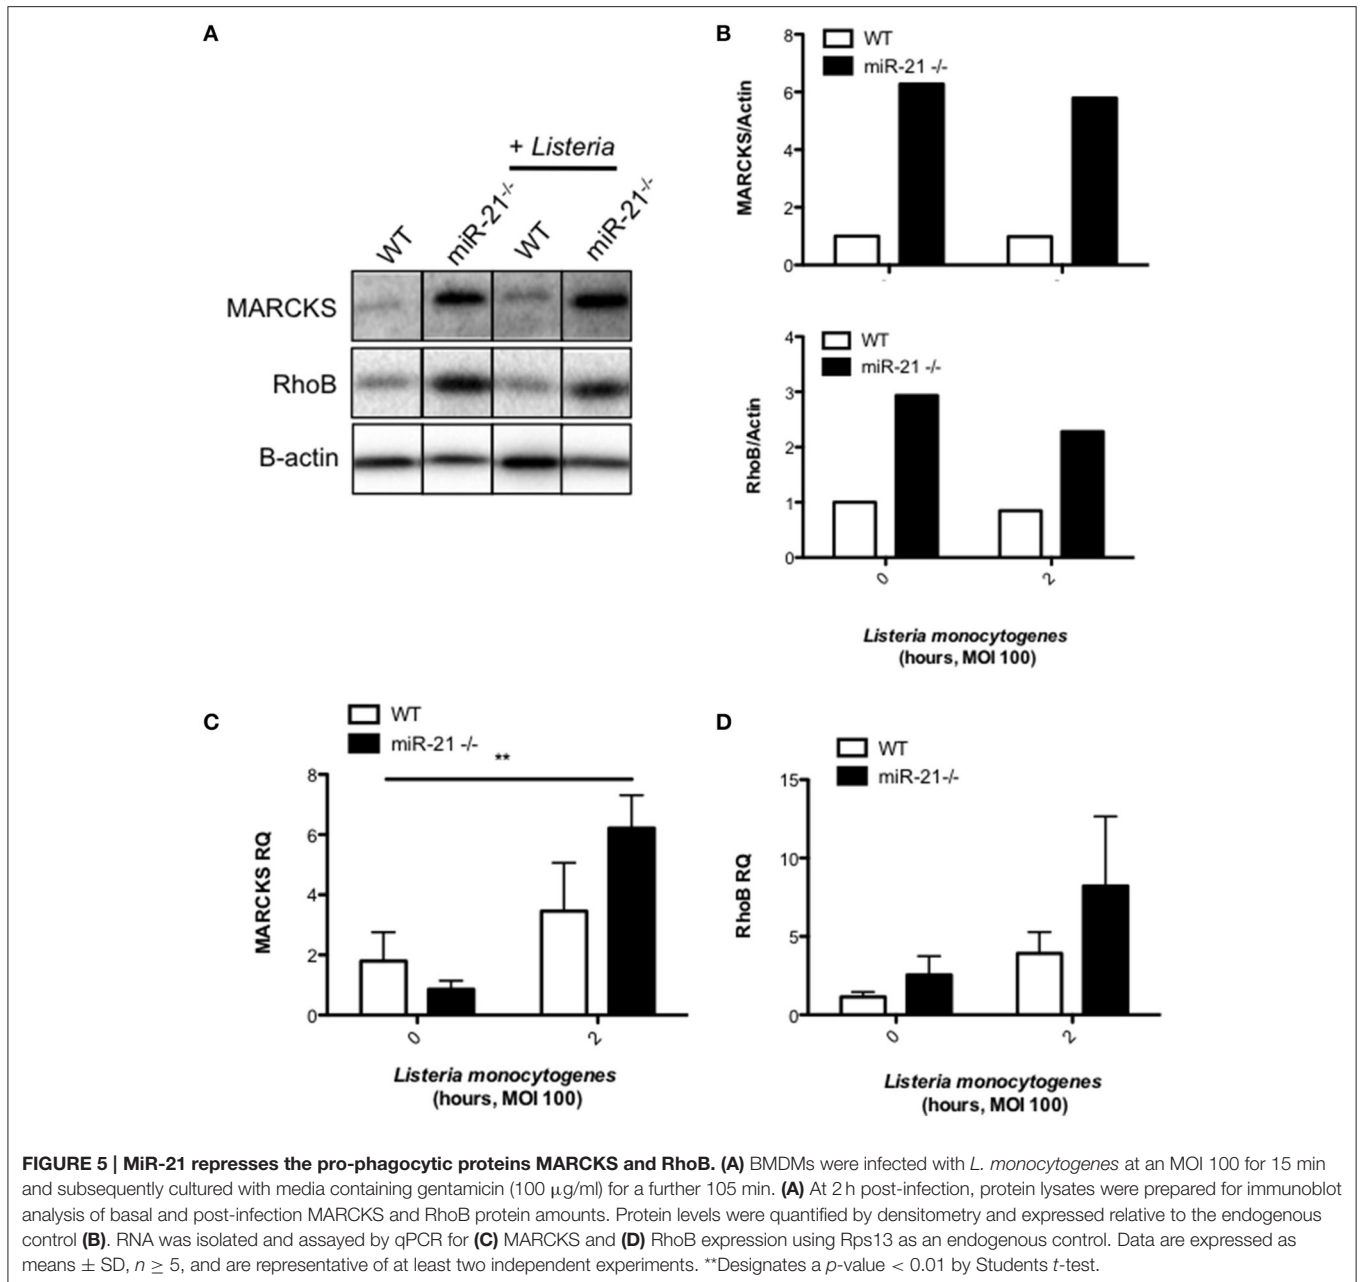 A
+ Listeria
WT
miR-21-/-
WT
miR-21-/-
MARCKS
RhoB
B-actin
B
WT
miR-21 -/-
MARCKS/Actin
8
6
4
2
0
WT
miR-21 -/-
RhoB/Actin
4
3
2
1
0
0
2
Listeria monocytogenes
(hours, MOI 100)
C
WT
miR-21 -/-
**
MARCKS RQ
8
6
4
2
0
0
2
Listeria monocytogenes
(hours, MOI 100)
D
WT
miR-21-/-
RhoB RQ
15
10
5
0
0
2
Listeria monocytogenes
(hours, MOI 100)
FIGURE 5 | MiR-21 represses the pro-phagocytic proteins MARCKS and RhoB. (A) BMDMs were infected with L. monocytogenes at an MOI 100 for 15 min
and subsequently cultured with media containing gentamicin (100 μg/ml) for a further 105 min. (A) At 2 h post-infection, protein lysates were prepared for immunoblot
analysis of basal and post-infection MARCKS and RhoB protein amounts. Protein levels were quantified by densitometry and expressed relative to the endogenous
control (B). RNA was isolated and assayed by qPCR for (C) MARCKS and (D) RhoB expression using Rps13 as an endogenous control. Data are expressed as
means ± SD, n ≥ 5, and are representative of at least two independent experiments. **Designates a p-value < 0.01 by Students t-test.